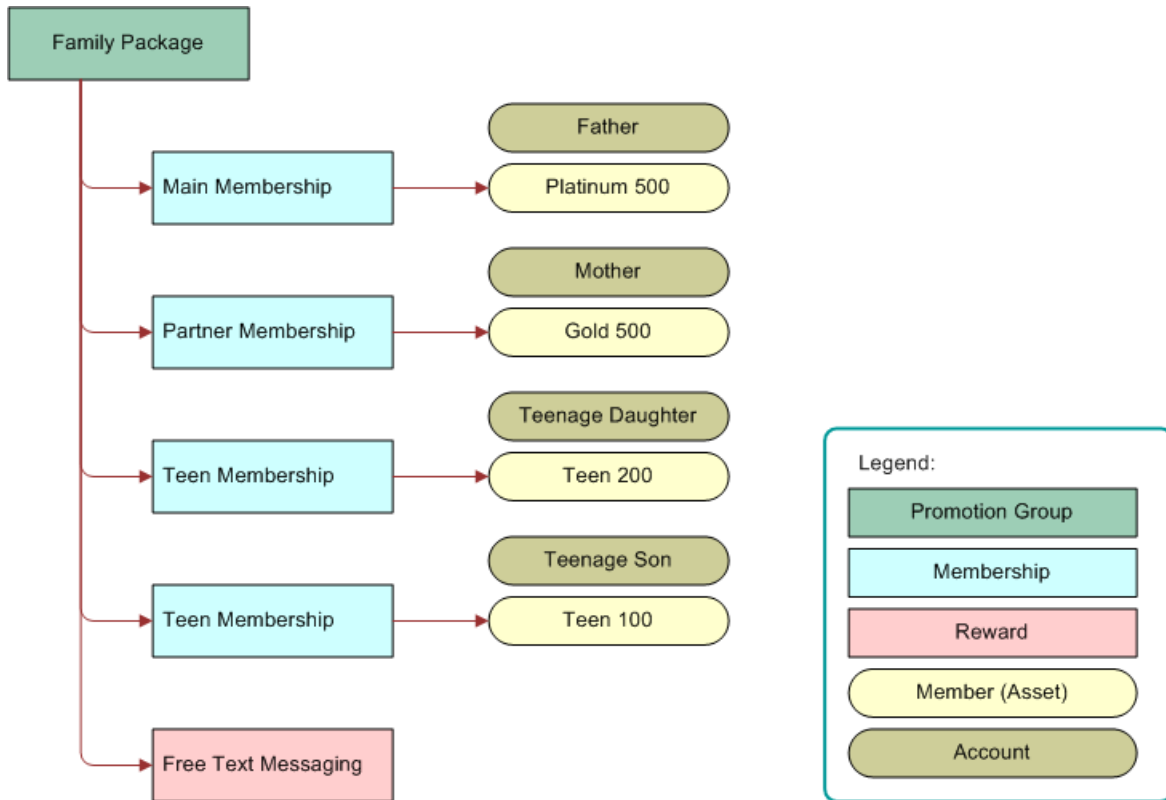 Family Package
Father
Main Membership
Platinum 500
Mother
Partner Membership
Gold 500
Teenage Daughter
Teen Membership
Teen 200
Teenage Son
Teen Membership
Teen 100
Free Text Messaging
Legend:
Promotion Group
Membership
Reward
Member (Asset)
Account